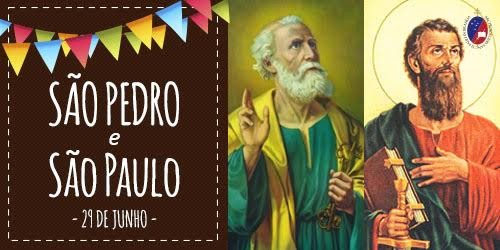 SÃO PEDRO
e
SÃO PAULO
- 29 DE JUNHO -